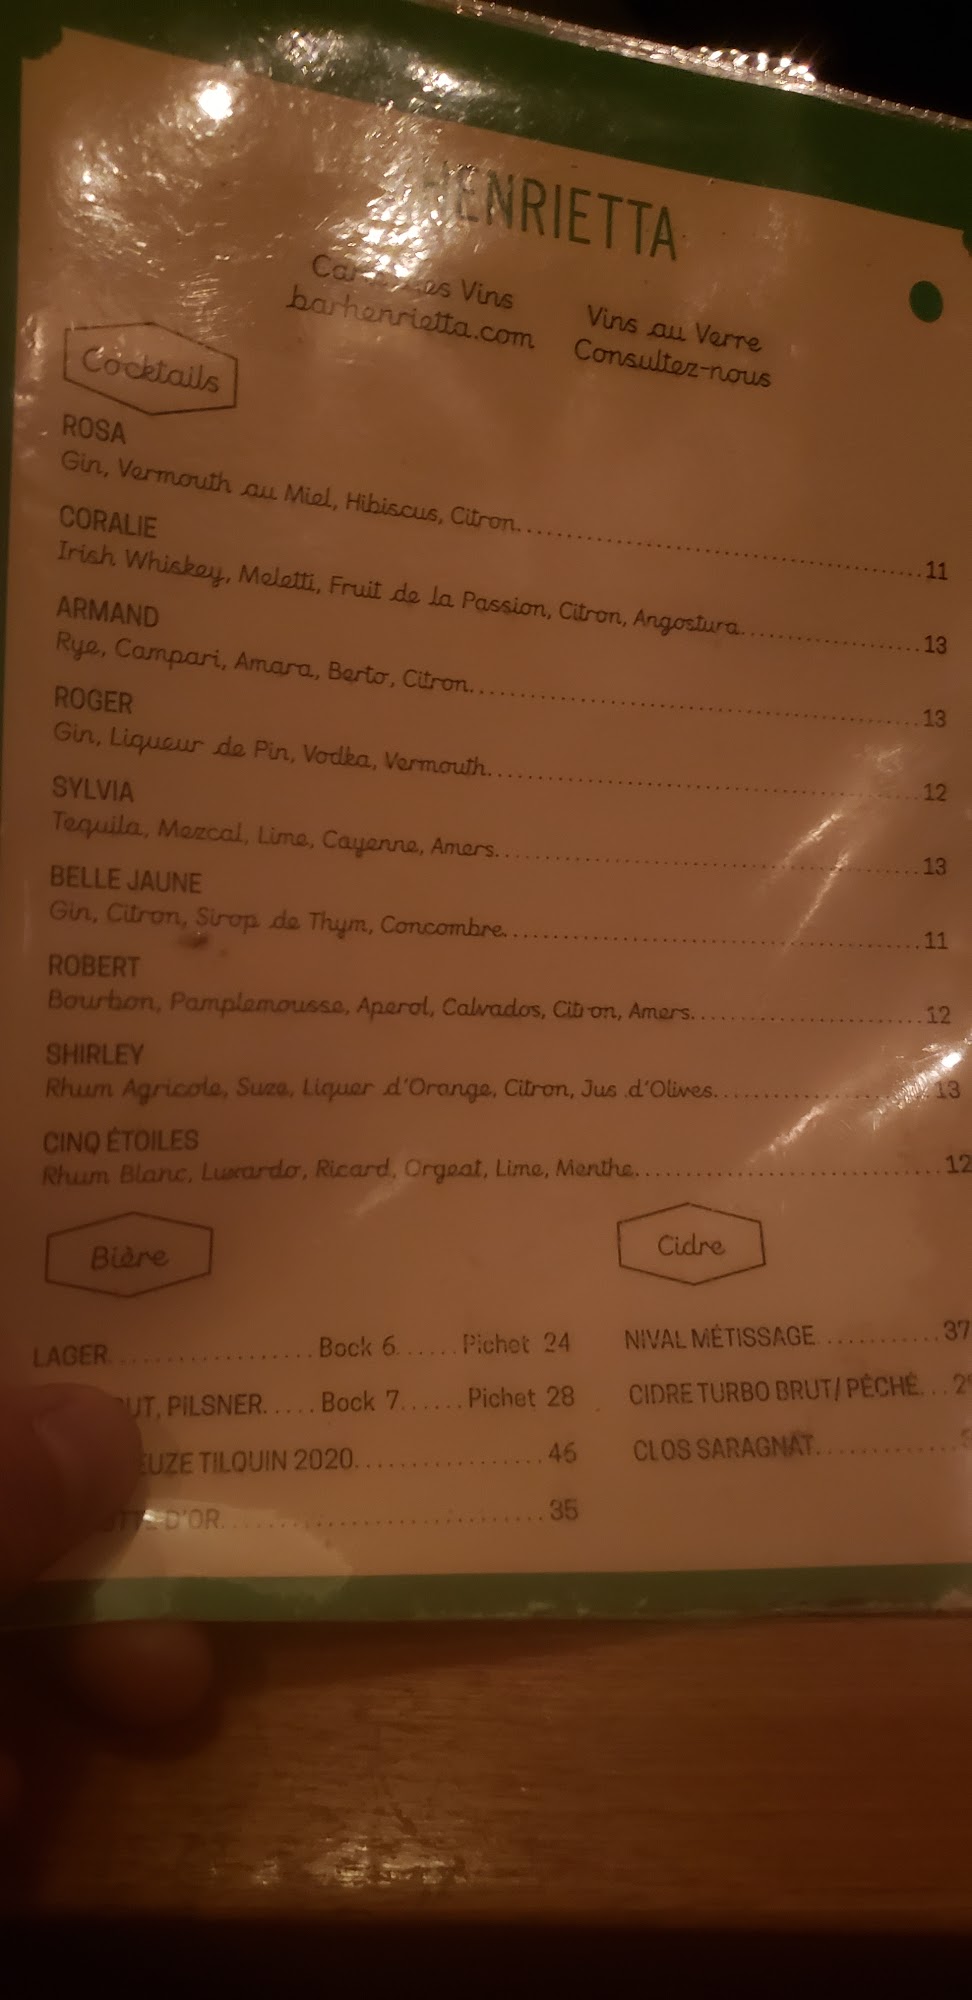 HENRIETTA
Carte des Vins
barhenrietta.com
Vins au Verre
Consultez-nous
Cocktails
ROSA
Gin, Vermouth au Miel, Hibiscus, Citron 11
CORALIE
Irish Whiskey, Meletti, Fruit de la Passion, Citron, Angostura 13
ARMAND
Rye, Campari, Amara, Berto, Citron 13
ROGER
Gin, Liqueur de Pin, Vodka, Vermouth 12
SYLVIA
Tequila, Mezcal, Lime, Cayenne, Amers 13
BELLE JAUNE
Gin, Citron, Sirop de Thym, Concombre 11
ROBERT
Bourbon, Pamplemousse, Aperol, Calvados, Citron, Amers 12
SHIRLEY
Rhum Agricole, Suze, Liquer d'Orange, Citron, Jus d'Olives 13
CINQ ÉTOILES
Rhum Blanc, Luxardo, Ricard, Orgeat, Lime, Menthe 12
Bière
LAGER Bock 6 Pichet 24
PILSNER Bock 7 Pichet 28
TILQUIN 2020 46
D'OR 35
Cidre
NIVAL MÉTISSAGE 37
CIDRE TURBO BRUT/PÉCHÉ
CLOS SARAGNAT